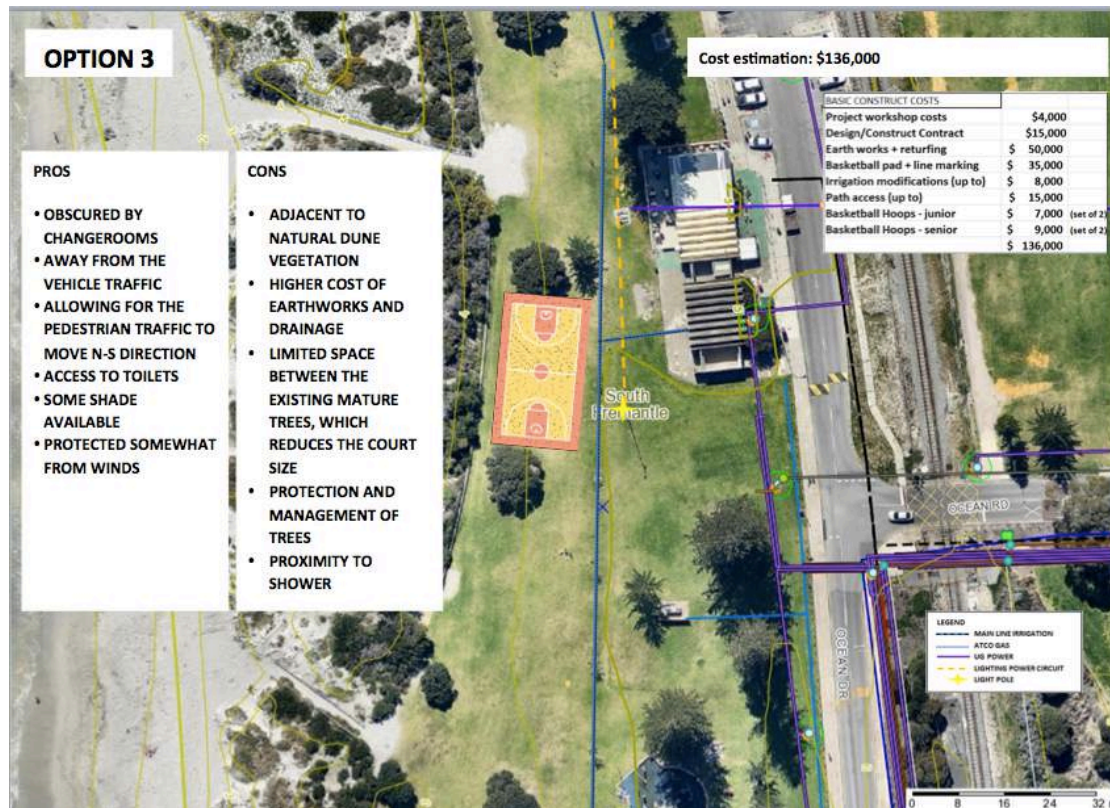 OPTION 3
Cost estimation: $136,000
BASIC CONSTRUCT COSTS
Project workshop costs $4,000
Design/Construct Contract $15,000
Earth works + returfing $ 50,000
Basketball pad + line marking $ 35,000
Irrigation modifications (up to) $ 8,000
Path access (up to) $ 15,000
Basketball Hoops - junior $ 7,000 (set of 2)
Basketball Hoops - senior $ 9,000 (set of 2)
$ 136,000
PROS
• OBSCURED BY
CHANGEROOMS
• AWAY FROM THE
VEHICLE TRAFFIC
• ALLOWING FOR THE
PEDESTRIAN TRAFFIC TO
MOVE N-S DIRECTION
• ACCESS TO TOILETS
• SOME SHADE
AVAILABLE
• PROTECTED SOMEWHAT
FROM WINDS
CONS
• ADJACENT TO
NATURAL DUNE
VEGETATION
• HIGHER COST OF
EARTHWORKS AND
DRAINAGE
• LIMITED SPACE
BETWEEN THE
EXISTING MATURE
TREES, WHICH
REDUCES THE COURT
SIZE
• PROTECTION AND
MANAGEMENT OF
TREES
• PROXIMITY TO
SHOWER
South
Fremantle
OCEAN RD
OCEAN DR
LEGEND
MAIN LINE IRRIGATION
ATCO GAS
UG POWER
LIGHTING POWER CIRCUIT
LIGHT POLE
0 8 16 24 32